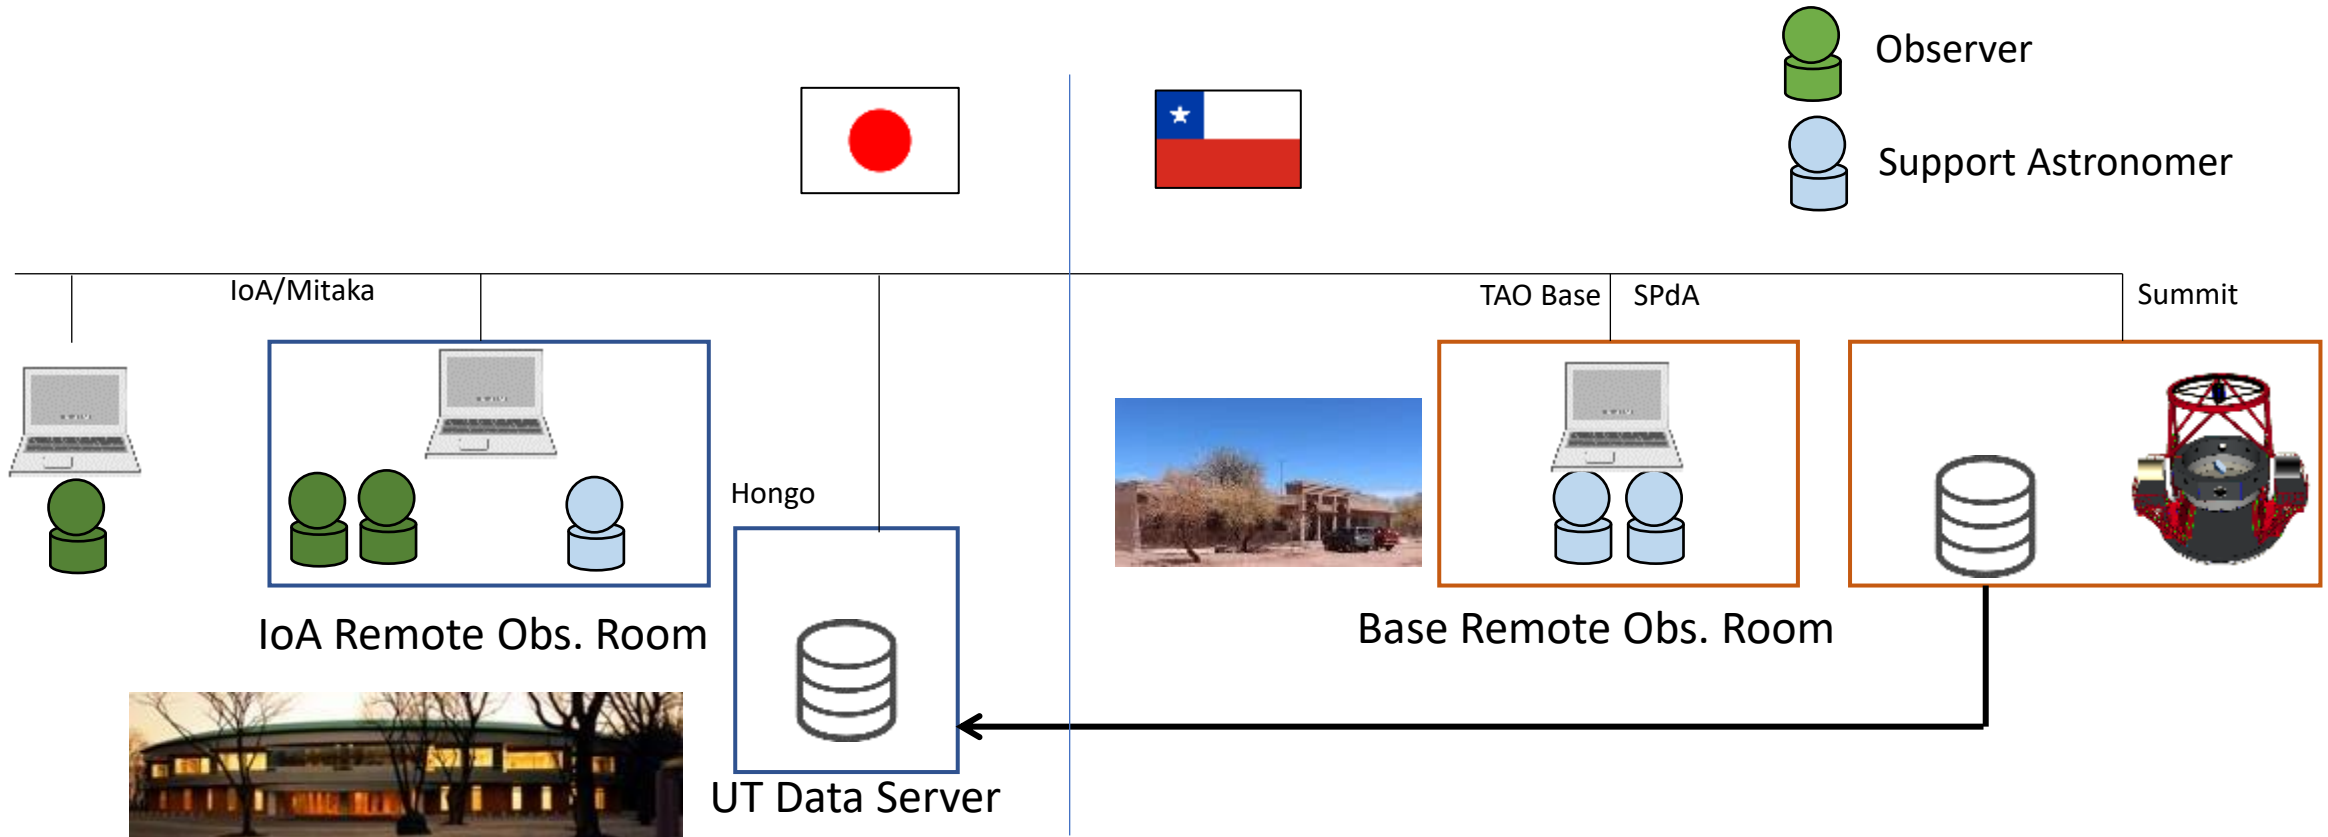 Observer
Support Astronomer
IoA/Mitaka
TAO Base
SPdA
Summit
Hongo
IoA Remote Obs. Room
Base Remote Obs. Room
UT Data Server